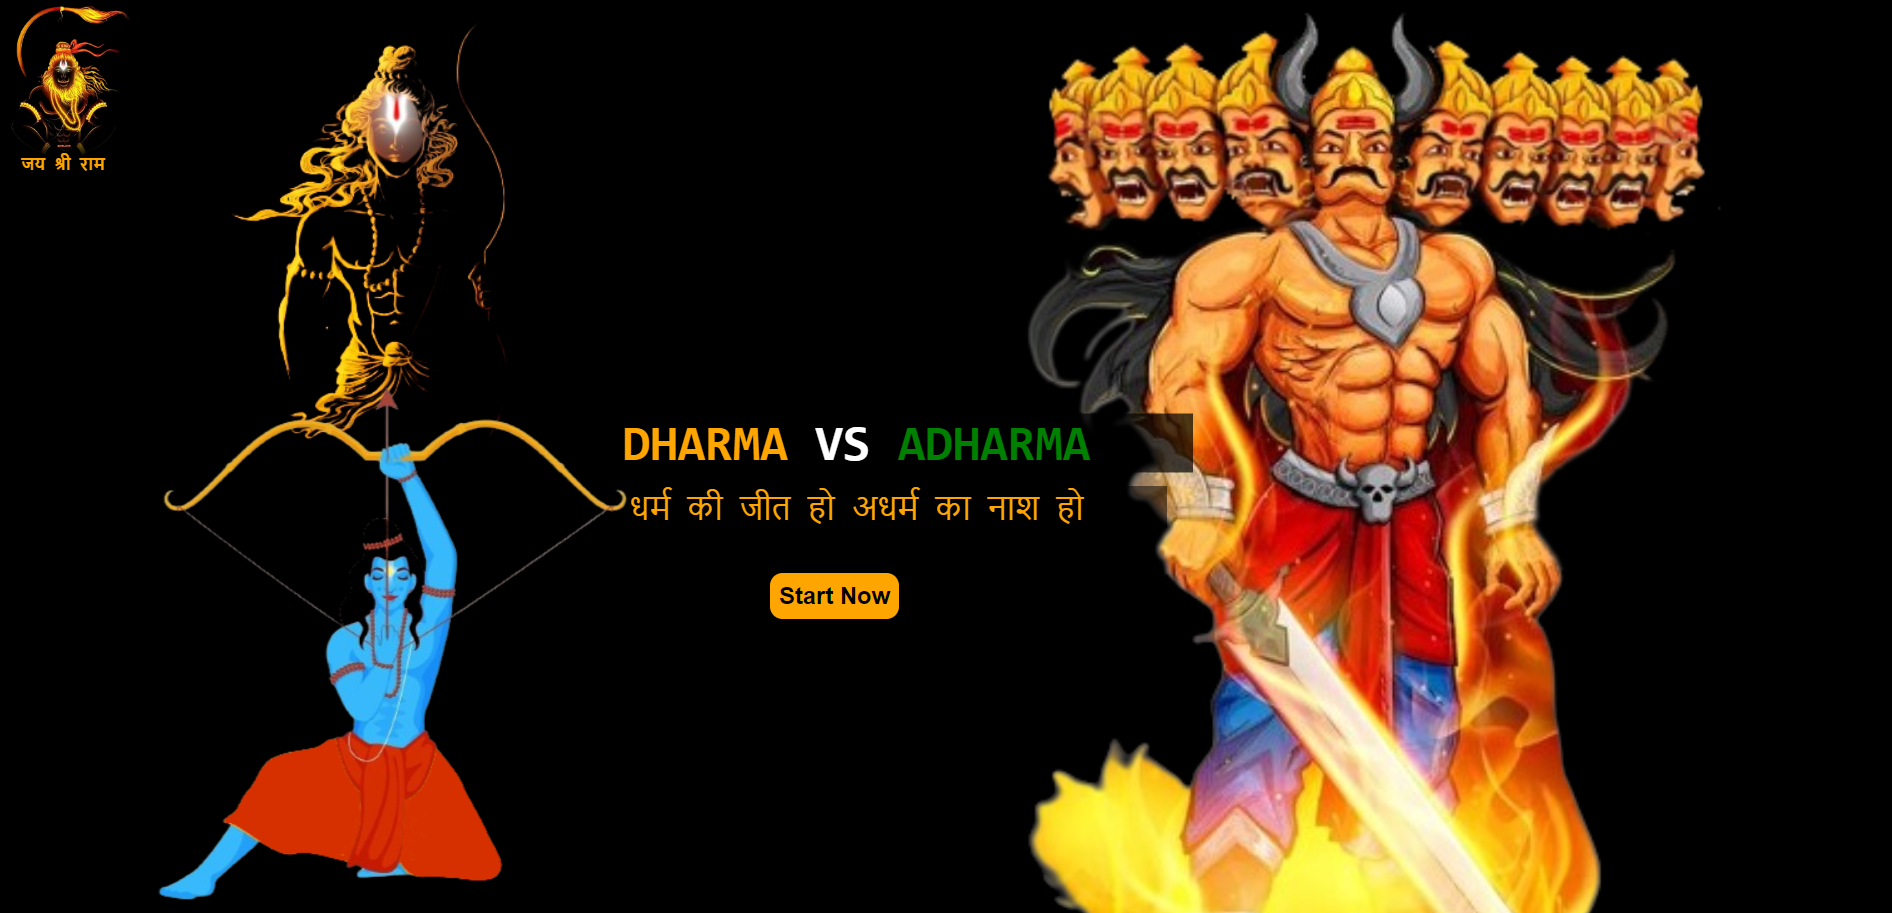 जय श्री राम
DHARMA VS ADHARMA
धर्म की जीत हो अधर्म का नाश हो
Start Now